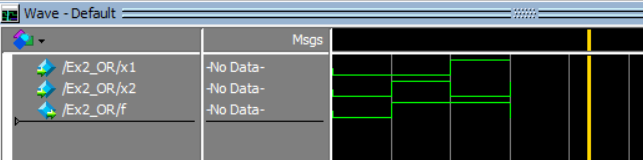 Wave - Default
Msgs
/Ex2_OR/x1 -No Data-
/Ex2_OR/x2 -No Data-
/Ex2_OR/f -No Data-